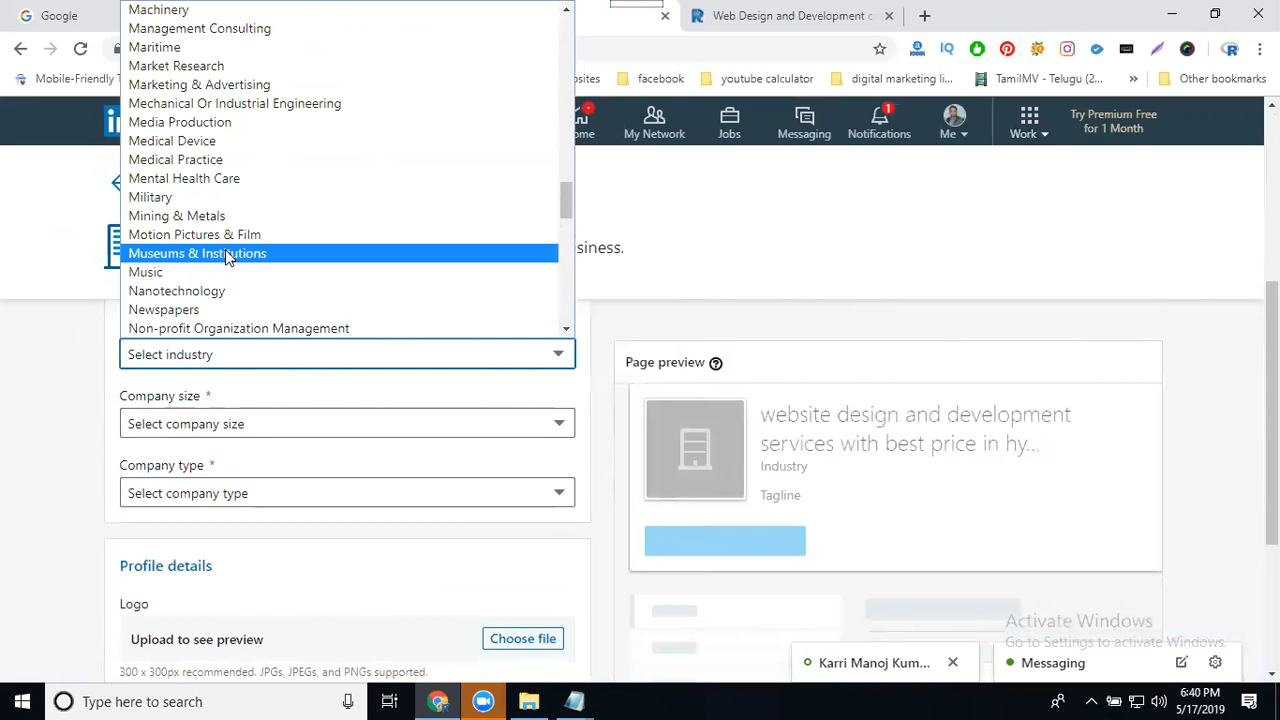 Google
Web Design and Development c
Mobile-Friendly T
sites
facebook
youtube calculator
digital marketing li...
TamilMV - Telugu (Te...
»
Other bookmarks
Machinery
Management Consulting
Maritime
Market Research
Marketing & Advertising
Mechanical Or Industrial Engineering
Media Production
Medical Device
Medical Practice
Mental Health Care
Military
Mining & Metals
Motion Pictures & Film
Museums & Institutions
Music
Nanotechnology
Newspapers
Non-profit Organization Management
ome
My Network
Jobs
Messaging
1
Notifications
Me
Work
Try Premium Free
for 1 Month
siness.
Select industry
Company size *
Select company size
Company type *
Select company type
Profile details
Logo
Upload to see preview
Choose file
300 x 300px recommended. JPGs, JPEGs, and PNGs supported.
Page preview
website design and development
services with best price in hy...
Industry
Tagline
Activate Windows
Go to Settings to activate Windows.
Karri Manoj Kum...
Messaging
Type here to search
6:40 PM
5/17/2019